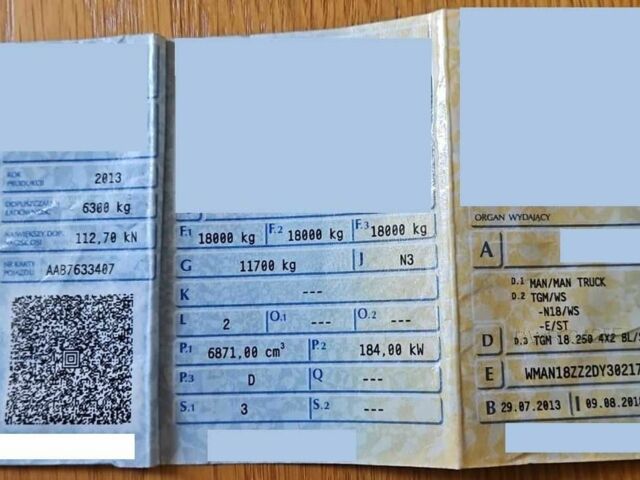 ROK PRODUKCJI 2013
DOPUSZCZALNA ŁADOWNOŚĆ 6300 kg
NAJWIĘKSZY DOP. NACISK OSI 112,70 kN
NR KARTY POJAZDU AAB7633407
F.1 18000 kg F.2 18000 kg F.3 18000 kg
G 11700 kg J N3
K ---
L 2 O.1 --- O.2 ---
P.1 6871,00 cm³ P.2 184,00 kW
P.3 D Q ---
S.1 3 S.2 ---
ORGAN WYDAJĄCY
A
D.1 MAN/MAN TRUCK
D.2 TGM/WS
-N18/WS
-E/ST
D D.3 TGM 18.250 4X2 BL/
E WMAN18ZZ2DY30217
B 29.07.2013 I 09.08.201